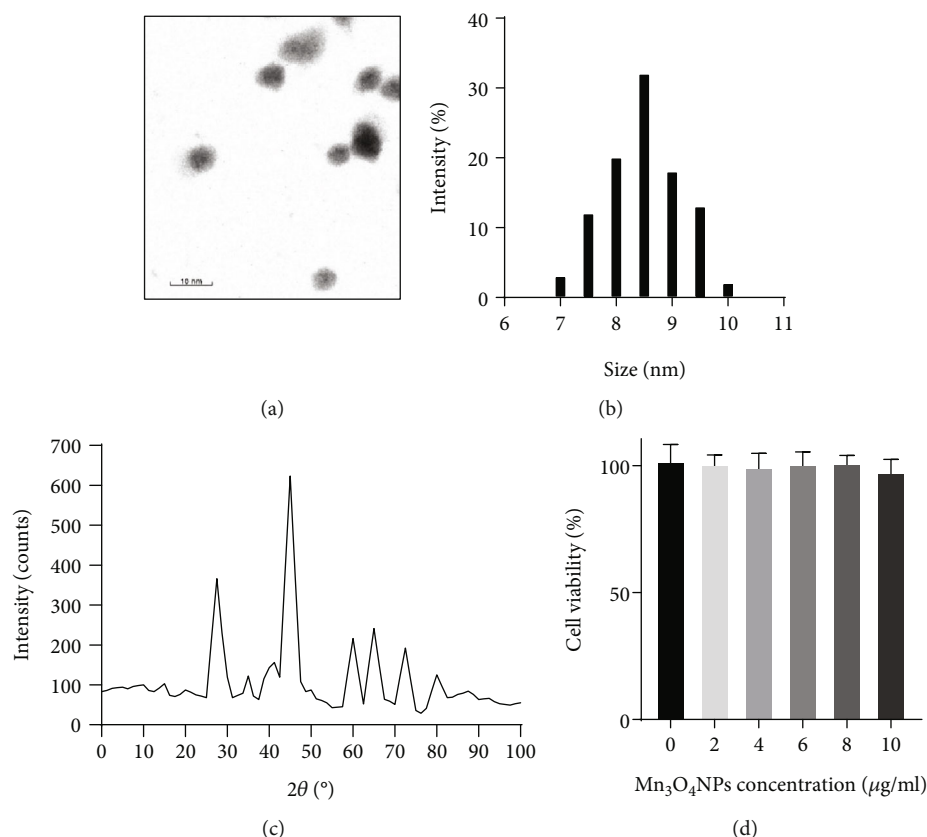 10 nm
40
30
20
10
0
Intensity (%)
6 7 8 9 10 11
Size (nm)
(a)
(b)
700
600
500
400
300
200
100
0
Intensity (counts)
0 10 20 30 40 50 60 70 80 90 100
2θ (°)
(c)
100
50
0
Cell viability (%)
0 2 4 6 8 10
Mn₃O₄NPs concentration (μg/ml)
(d)